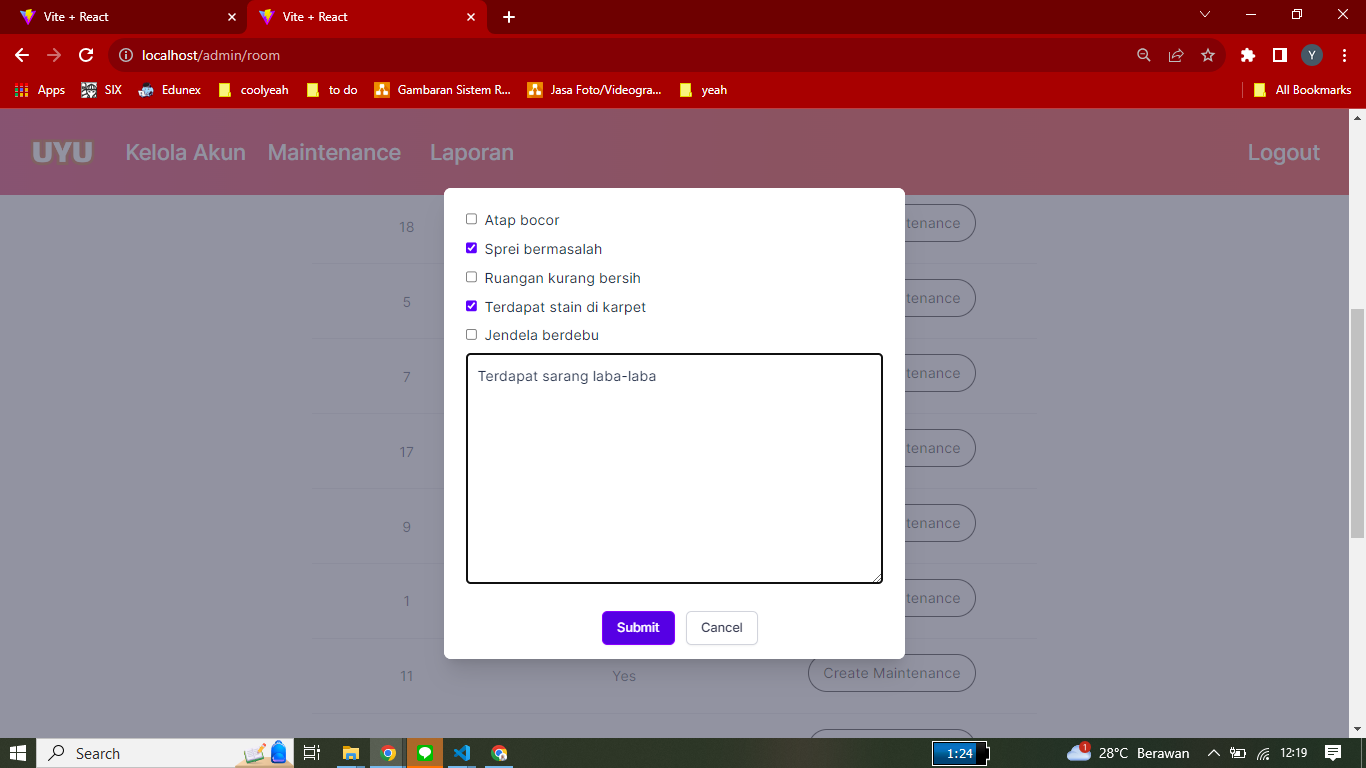 Vite + React
Vite + React
localhost/admin/room
Y
Apps
SIX
Edunex
coolyeah
to do
Gambaran Sistem R...
Jasa Foto/Videogra...
yeah
All Bookmarks
UYU
Kelola Akun
Maintenance
Laporan
Logout
Atap bocor
Sprei bermasalah
Ruangan kurang bersih
Terdapat stain di karpet
Jendela berdebu
Terdapat sarang laba-laba
Submit
Cancel
18
tenance
5
tenance
7
tenance
17
tenance
9
tenance
1
tenance
11
Yes
Create Maintenance
Search
1:24
1
28°C Berawan
12:19